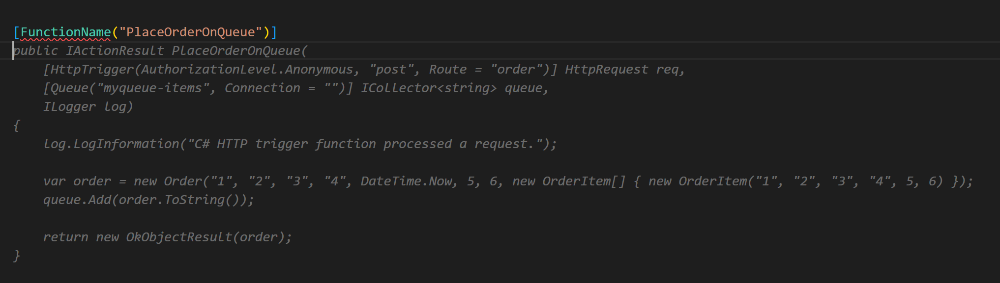 [FunctionName("PlaceOrderOnQueue")]
public IActionResult PlaceOrderOnQueue(
    [HttpTrigger(AuthorizationLevel.Anonymous, "post", Route = "order")] HttpRequest req,
    [Queue("myqueue-items", Connection = "")] ICollector<string> queue,
    ILogger log)
{
    log.LogInformation("C# HTTP trigger function processed a request.");

    var order = new Order("1", "2", "3", "4", DateTime.Now, 5, 6, new OrderItem[] { new OrderItem("1", "2", "3", "4", 5, 6) });
    queue.Add(order.ToString());

    return new OkObjectResult(order);
}